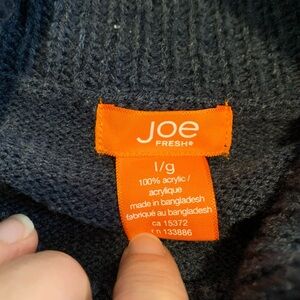 Joe
FRESH®
l/g
100% acrylic /
acrylique
made in bangladesh
fabriqué au bangladesh
ca 15372
n 133886